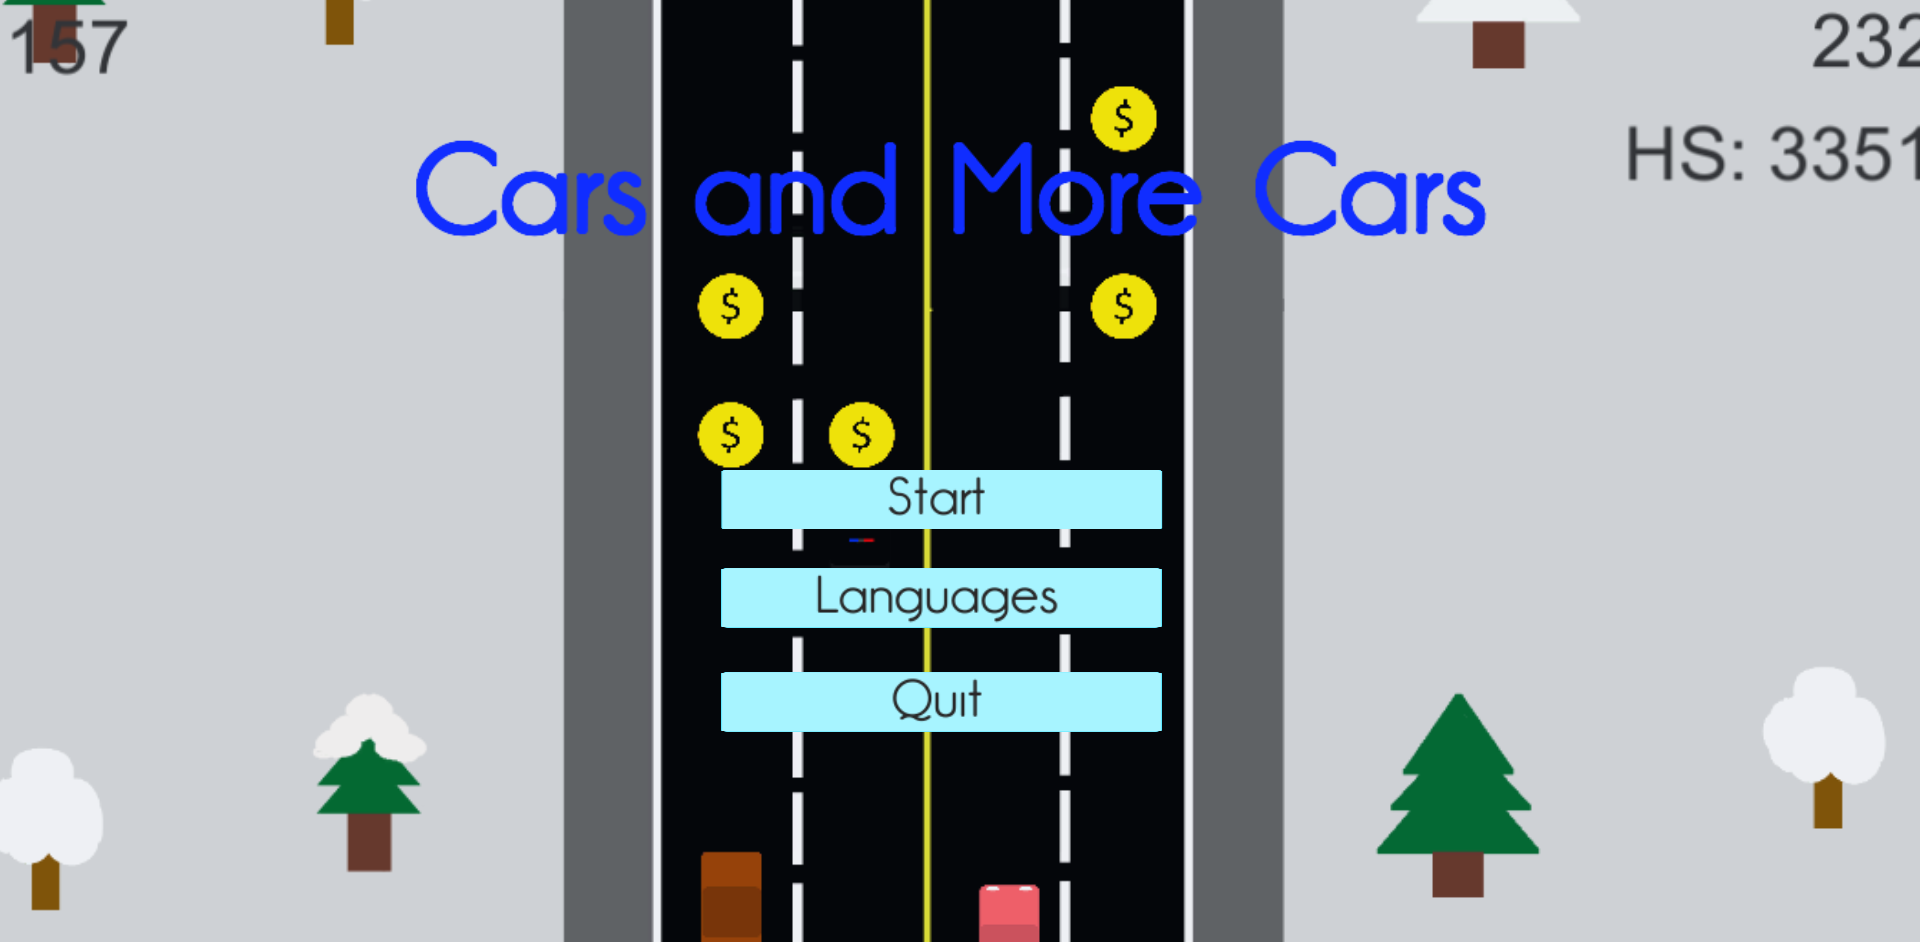 157
232
HS: 3351
Cars and More Cars
$
$
$
$
$
Start
Languages
Quit